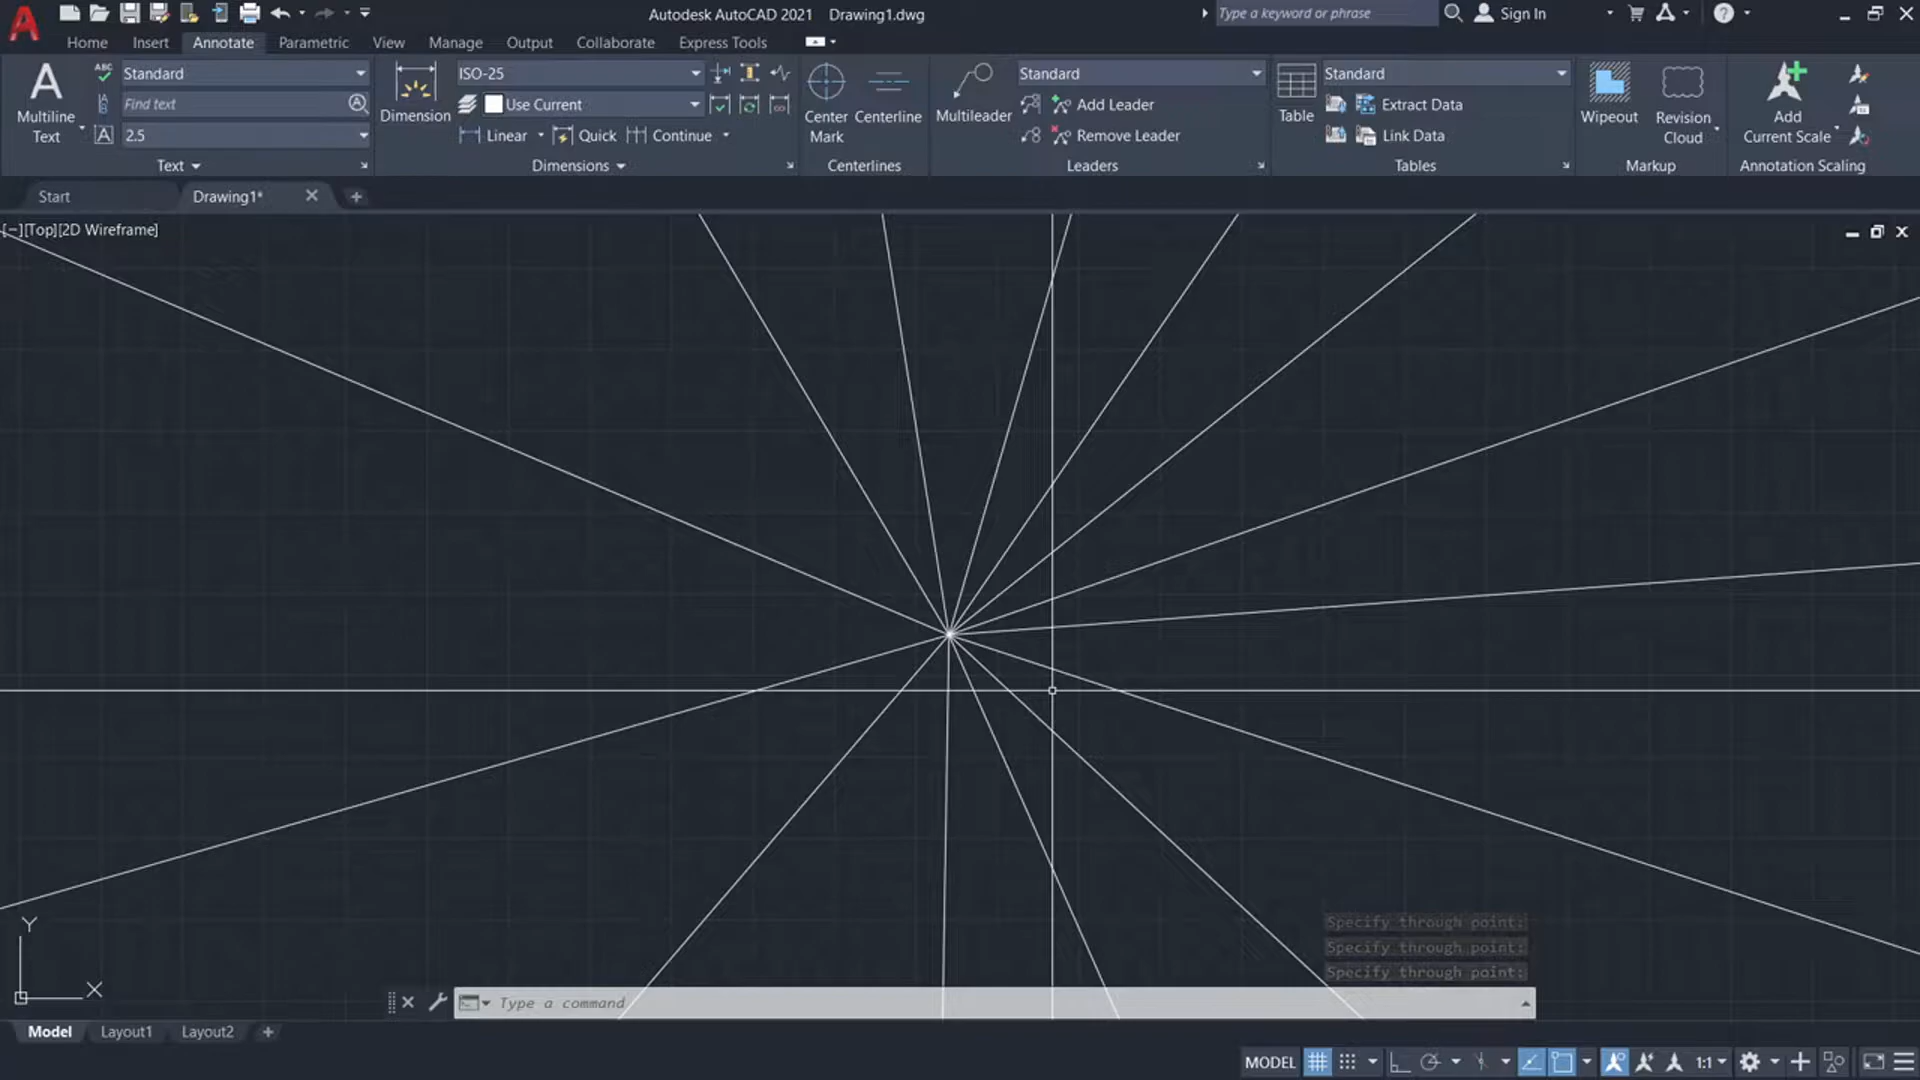 Autodesk AutoCAD 2021 Drawing1.dwg
Type a keyword or phrase
Sign In
Home Insert Annotate Parametric View Manage Output Collaborate Express Tools
Multiline Text
ABC
Standard
Find text
2.5
Text
Dimension
ISO-25
Use Current
Linear Quick Continue
Dimensions
Center Mark
Centerline
Centerlines
Multileader
Standard
Add Leader
Remove Leader
Leaders
Table
Standard
Extract Data
Link Data
Tables
Wipeout
Revision Cloud
Markup
Add Current Scale
Annotation Scaling
Start Drawing1*
[−][Top][2D Wireframe]
Y
X
Specify through point:
Specify through point:
Specify through point:
Type a command
Model Layout1 Layout2
MODEL 1:1